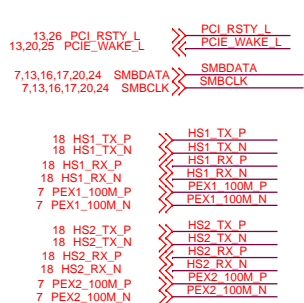 13,26 PCI_RSTY_L PCI_RSTY_L
13,20,25 PCIE_WAKE_L PCIE_WAKE_L
7,13,16,17,20,24 SMBDATA SMBDATA
7,13,16,17,20,24 SMBCLK SMBCLK
18 HS1_TX_P HS1_TX_P
18 HS1_TX_N HS1_TX_N
18 HS1_RX_P HS1_RX_P
18 HS1_RX_N HS1_RX_N
7 PEX1_100M_P PEX1_100M_P
7 PEX1_100M_N PEX1_100M_N
18 HS2_TX_P HS2_TX_P
18 HS2_TX_N HS2_TX_N
18 HS2_RX_P HS2_RX_P
18 HS2_RX_N HS2_RX_N
7 PEX2_100M_P PEX2_100M_P
7 PEX2_100M_N PEX2_100M_N